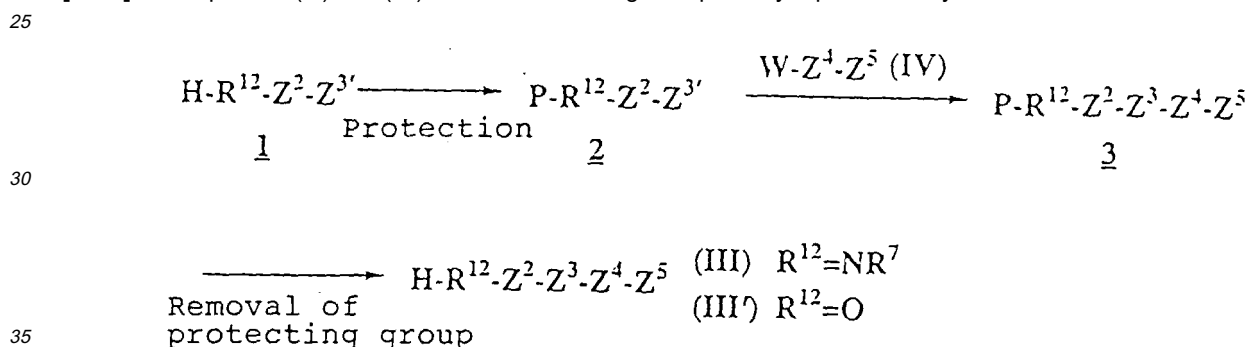 25
W-Z⁴-Z⁵ (IV)
H-R¹²-Z²-Z³′ P-R¹²-Z²-Z³′ P-R¹²-Z²-Z³-Z⁴-Z⁵
Protection
1 2 3
30
H-R¹²-Z²-Z³-Z⁴-Z⁵ (III) R¹²=NR⁷
(III′) R¹²=O
Removal of
protecting group
35